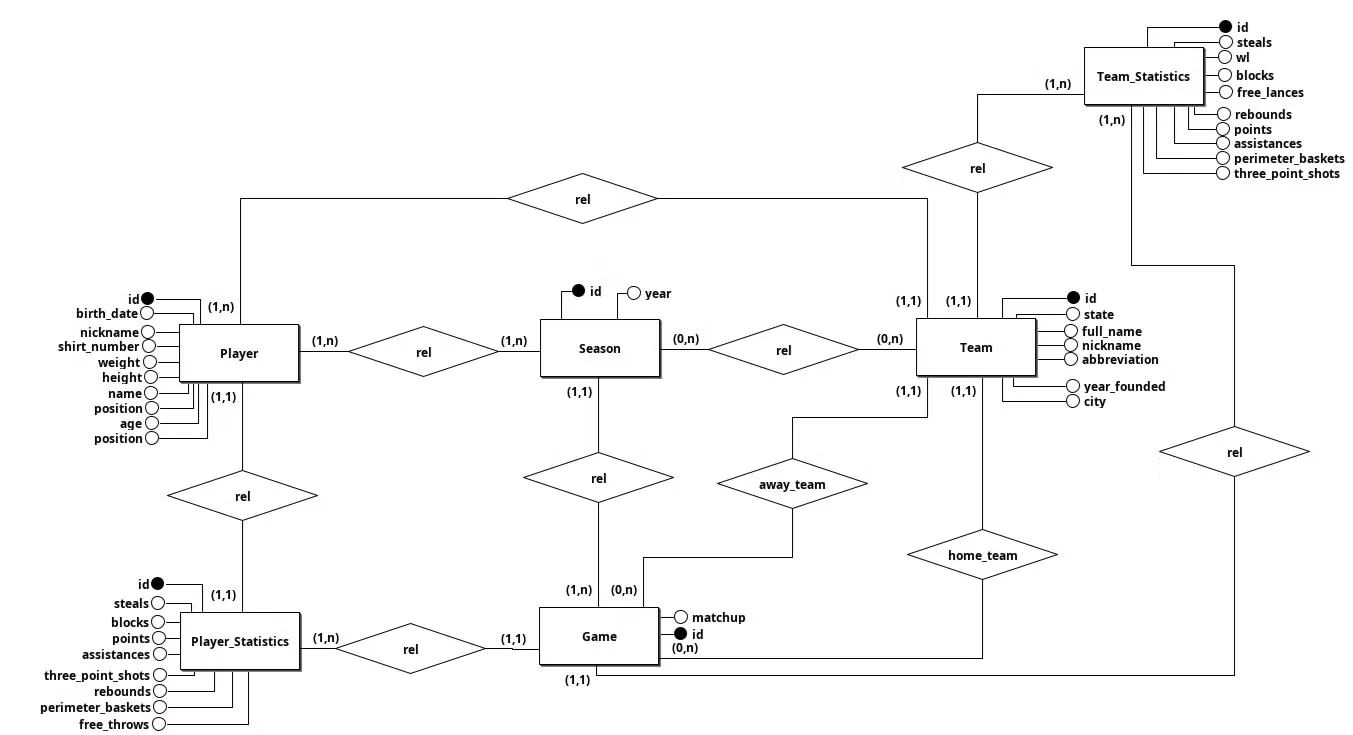 id
steals
wl
blocks
free_lances
rebounds
points
assistances
perimeter_baskets
three_point_shots
Team_Statistics
(1,n)
(1,n)
rel
rel
(1,n)
(1,1)
(1,1)
id
birth_date
nickname
shirt_number
weight
height
name
position
age
position
Player
(1,n)
rel
(1,n)
id
year
Season
(0,n)
rel
(0,n)
Team
id
state
full_name
nickname
abbreviation
year_founded
city
(1,1)
(1,1)
(1,1)
(1,1)
rel
rel
rel
away_team
home_team
(1,1)
(1,n)
(0,n)
id
steals
blocks
points
assistances
three_point_shots
rebounds
perimeter_baskets
free_throws
Player_Statistics
(1,n)
rel
(1,1)
Game
matchup
id
(0,n)
(1,1)